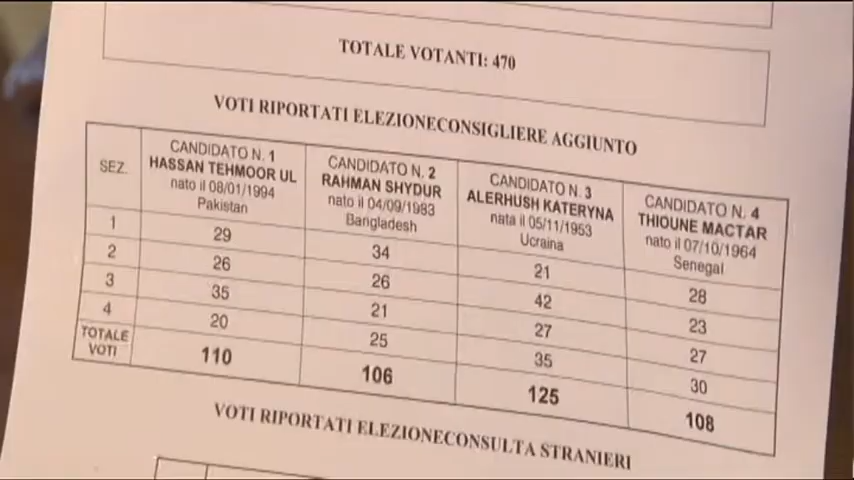 TOTALE VOTANTI: 470
VOTI RIPORTATI ELEZIONECONSIGLIERE AGGIUNTO
SEZ. CANDIDATO N. 1 CANDIDATO N. 2 CANDIDATO N. 3 CANDIDATO N. 4
HASSAN TEHMOOR UL RAHMAN SHYDUR ALERHUSH KATERYNA THIOUNE MACTAR
nato il 08/01/1994 nato il 04/09/1983 nata il 05/11/1953 nato il 07/10/1964
Pakistan Bangladesh Ucraina Senegal
1 29 34 21 28
2 26 26 42 23
3 35 21 27 27
4 20 25 35 30
TOTALE VOTI 110 106 125 108
VOTI RIPORTATI ELEZIONECONSULTA STRANIERI